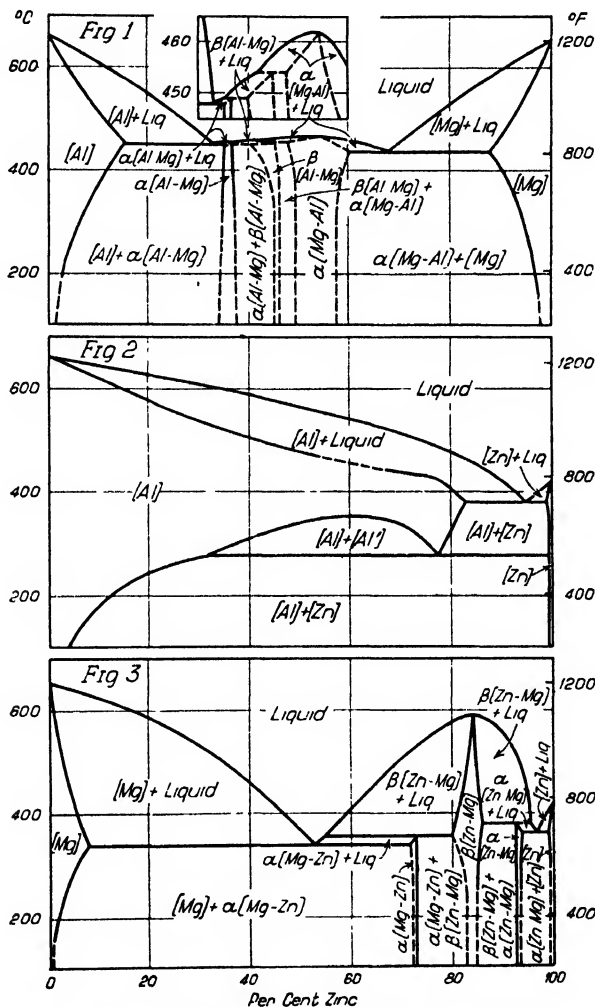 °C
°F
Fig 1
600
400
200
1200
800
400
460
450
β[Al-Mg]
+Liq
α
[Mg-Al]
+Liq
Liquid
[Al]+Liq
[Mg]+Liq
[Al]
α[Al Mg]+Liq
α[Al-Mg]
β
[Al-Mg]
β[Al Mg]+
α[Mg-Al]
[Mg]
[Al]+α[Al-Mg]
α[Al-Mg]+β[Al-Mg]
α[Mg-Al]
α[Mg-Al]+[Mg]
Fig 2
600
400
200
1200
800
400
Liquid
[Al]+Liquid
[Zn]+Liq
[Al]
[Al]+[Al']
[Al]+[Zn]
[Zn]
[Al]+[Zn]
Fig 3
600
400
200
1200
800
400
Liquid
β[Zn-Mg]
+Liq
[Mg]+Liquid
β[Zn-Mg]
+Liq
α
[Zn Mg]
+Liq
[Zn]+Liq
[Mg]
α[Mg-Zn]+Liq
β[Zn-Mg]
α
[Zn-Mg]
[Zn]
[Mg]+α[Mg-Zn]
α[Mg-Zn]
α[Mg-Zn]+
β[Zn-Mg]
β[Zn-Mg]+
α[Zn-Mg]
α[Zn Mg]+[Zn]
0 20 40 60 80 100
Per Cent Zinc